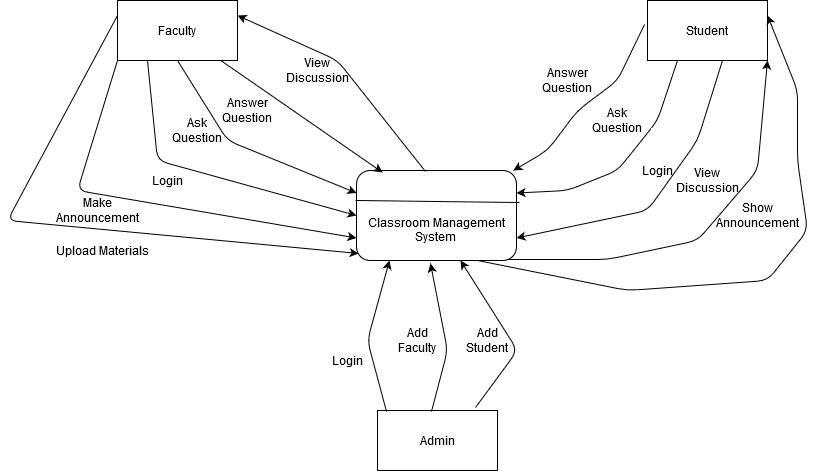 Faculty
Student
View
Discussion
Answer
Question
Answer
Question
Ask
Question
Ask
Question
Login
Login
View
Discussion
Make
Announcement
Show
Announcement
Classroom Management
System
Upload Materials
Login
Add
Faculty
Add
Student
Admin